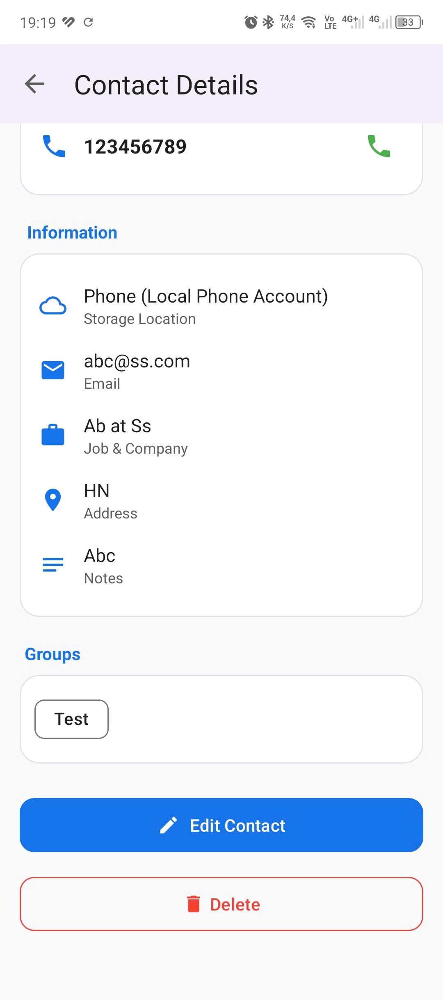 19:19
74,4
K/S
Vo
LTE
4G+
4G
33
Contact Details
123456789
Information
Phone (Local Phone Account)
Storage Location
abc@ss.com
Email
Ab at Ss
Job & Company
HN
Address
Abc
Notes
Groups
Test
Edit Contact
Delete